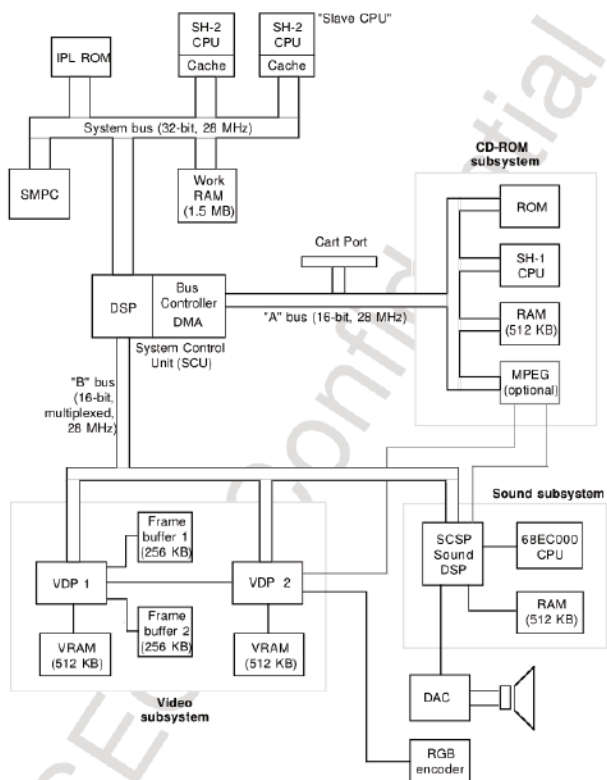 SH-2
CPU
Cache
SH-2
CPU
Cache
"Slave CPU"
IPL ROM
System bus (32-bit, 28 MHz)
SMPC
Work
RAM
(1.5 MB)
CD-ROM
subsystem
ROM
SH-1
CPU
RAM
(512 KB)
MPEG
(optional)
Cart Port
DSP
Bus
Controller
DMA
"A" bus (16-bit, 28 MHz)
System Control
Unit (SCU)
"B" bus
(16-bit,
multiplexed,
28 MHz)
Sound subsystem
Frame
buffer 1
(256 KB)
VDP 1
VDP 2
SCSP
Sound
DSP
68EC000
CPU
Frame
buffer 2
(256 KB)
VRAM
(512 KB)
VRAM
(512 KB)
RAM
(512 KB)
Video
subsystem
DAC
RGB
encoder
Confidential